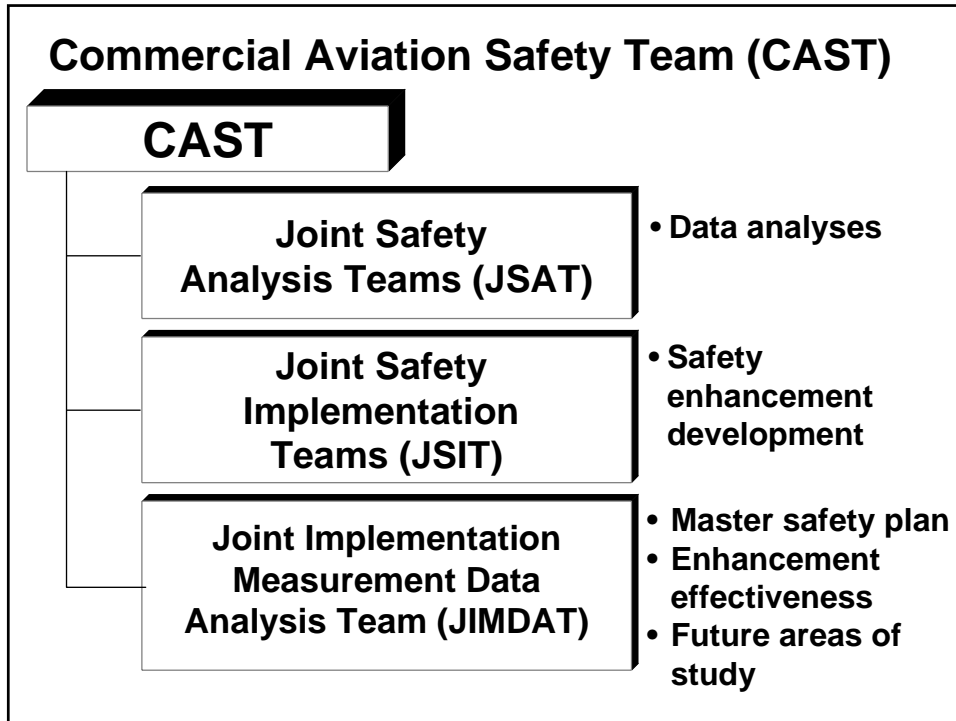 Commercial Aviation Safety Team (CAST)
CAST
Joint Safety
Analysis Teams (JSAT)
• Data analyses
Joint Safety
Implementation
Teams (JSIT)
• Safety
enhancement
development
Joint Implementation
Measurement Data
Analysis Team (JIMDAT)
• Master safety plan
• Enhancement
effectiveness
• Future areas of
study